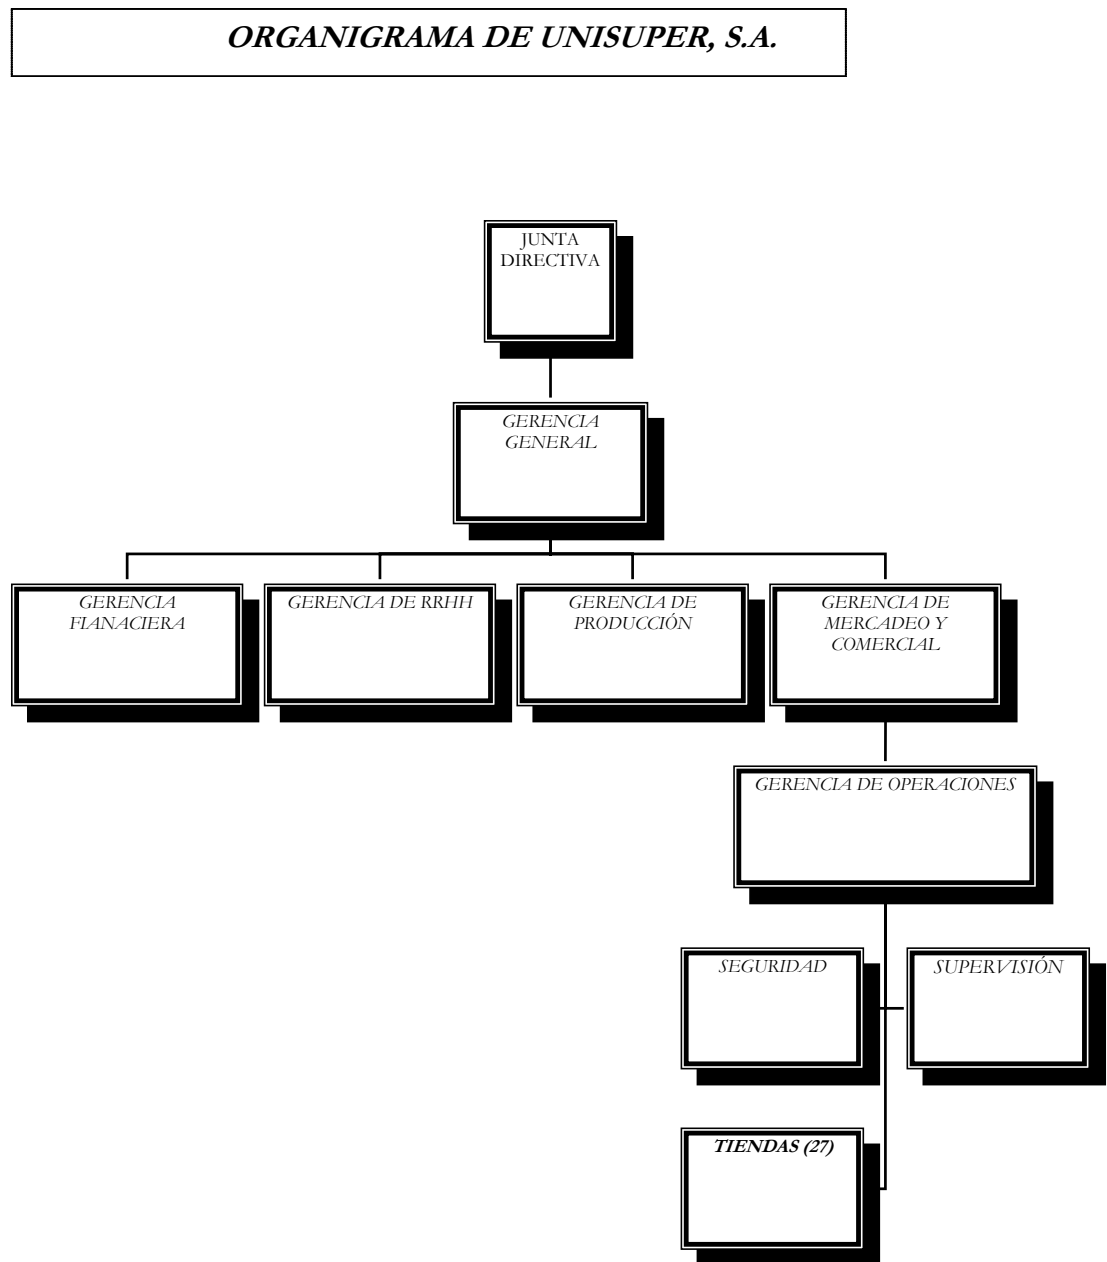 ORGANIGRAMA DE UNISUPER, S.A.
JUNTA
DIRECTIVA
GERENCIA
GENERAL
GERENCIA
FIANACIERA
GERENCIA DE RRHH
GERENCIA DE
PRODUCCIÓN
GERENCIA DE
MERCADEO Y
COMERCIAL
GERENCIA DE OPERACIONES
SEGURIDAD
SUPERVISIÓN
TIENDAS (27)